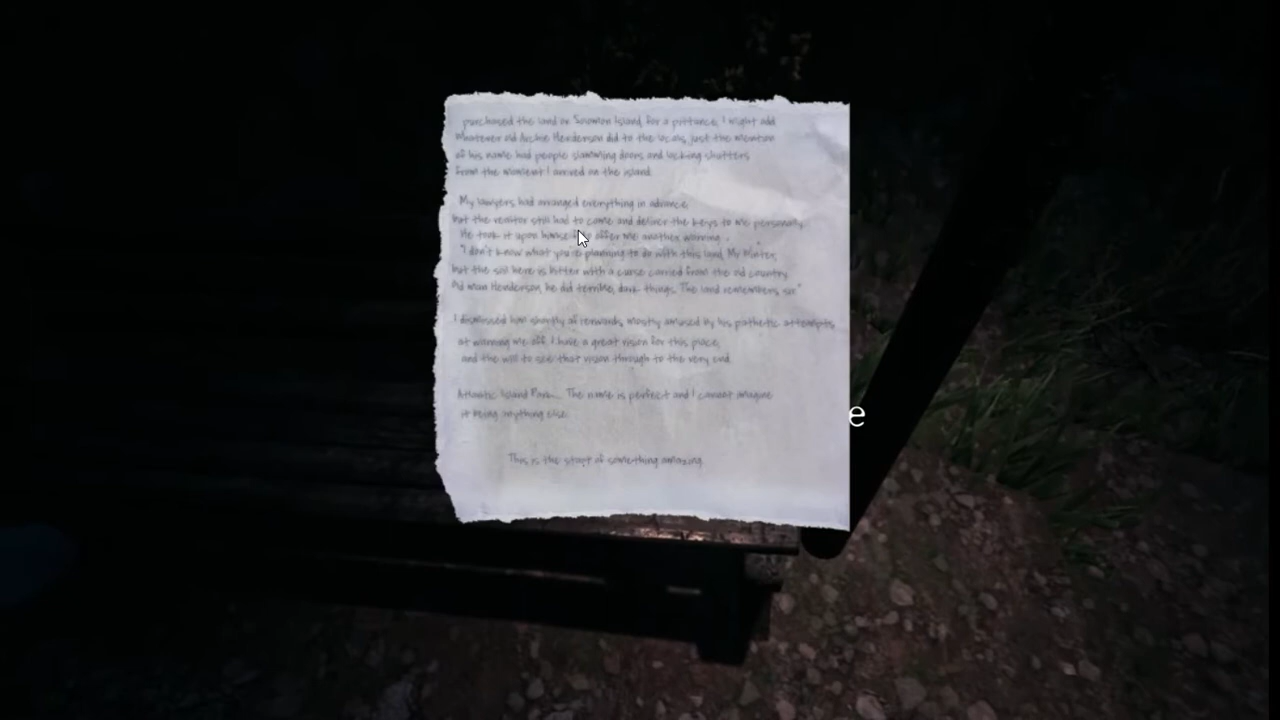 purchased the land on Solomon Island, for a pittance, I might add
Whatever old Archie Henderson did to the locals, just the mention
of his name had people slamming doors and locking shutters
from the moment I arrived on the island.
My lawyers had arranged everything in advance
but the realtor still had to come and deliver the keys to me personally.
He took it upon himself to offer me another warning.
"I don't know what you're planning to do with this land, Mr Winter,
but the soil here is bitter with a curse carried from the old country.
Old man Henderson, he did terrible, dark things. The land remembers, sir."
I dismissed him shortly afterwards, mostly amused by his pathetic attempts
at warning me off. I have a great vision for this place,
and the will to see that vision through to the very end.
Atlantic Island Park... The name is perfect and I cannot imagine
it being anything else.
e
This is the start of something amazing.